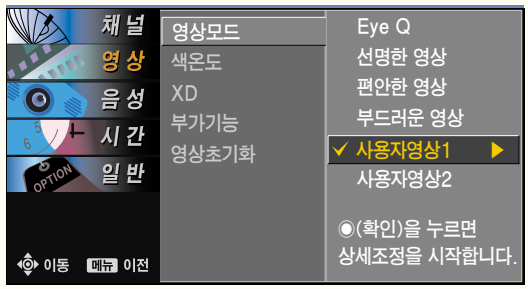 채널
영상
음성
시간
일반
OPTION
5
6
이동 메뉴 이전
영상모드
색온도
XD
부가기능
영상초기화
Eye Q
선명한 영상
편안한 영상
부드러운 영상
✓ 사용자영상1 ▶
사용자영상2
◉(확인)을 누르면
상세조정을 시작합니다.